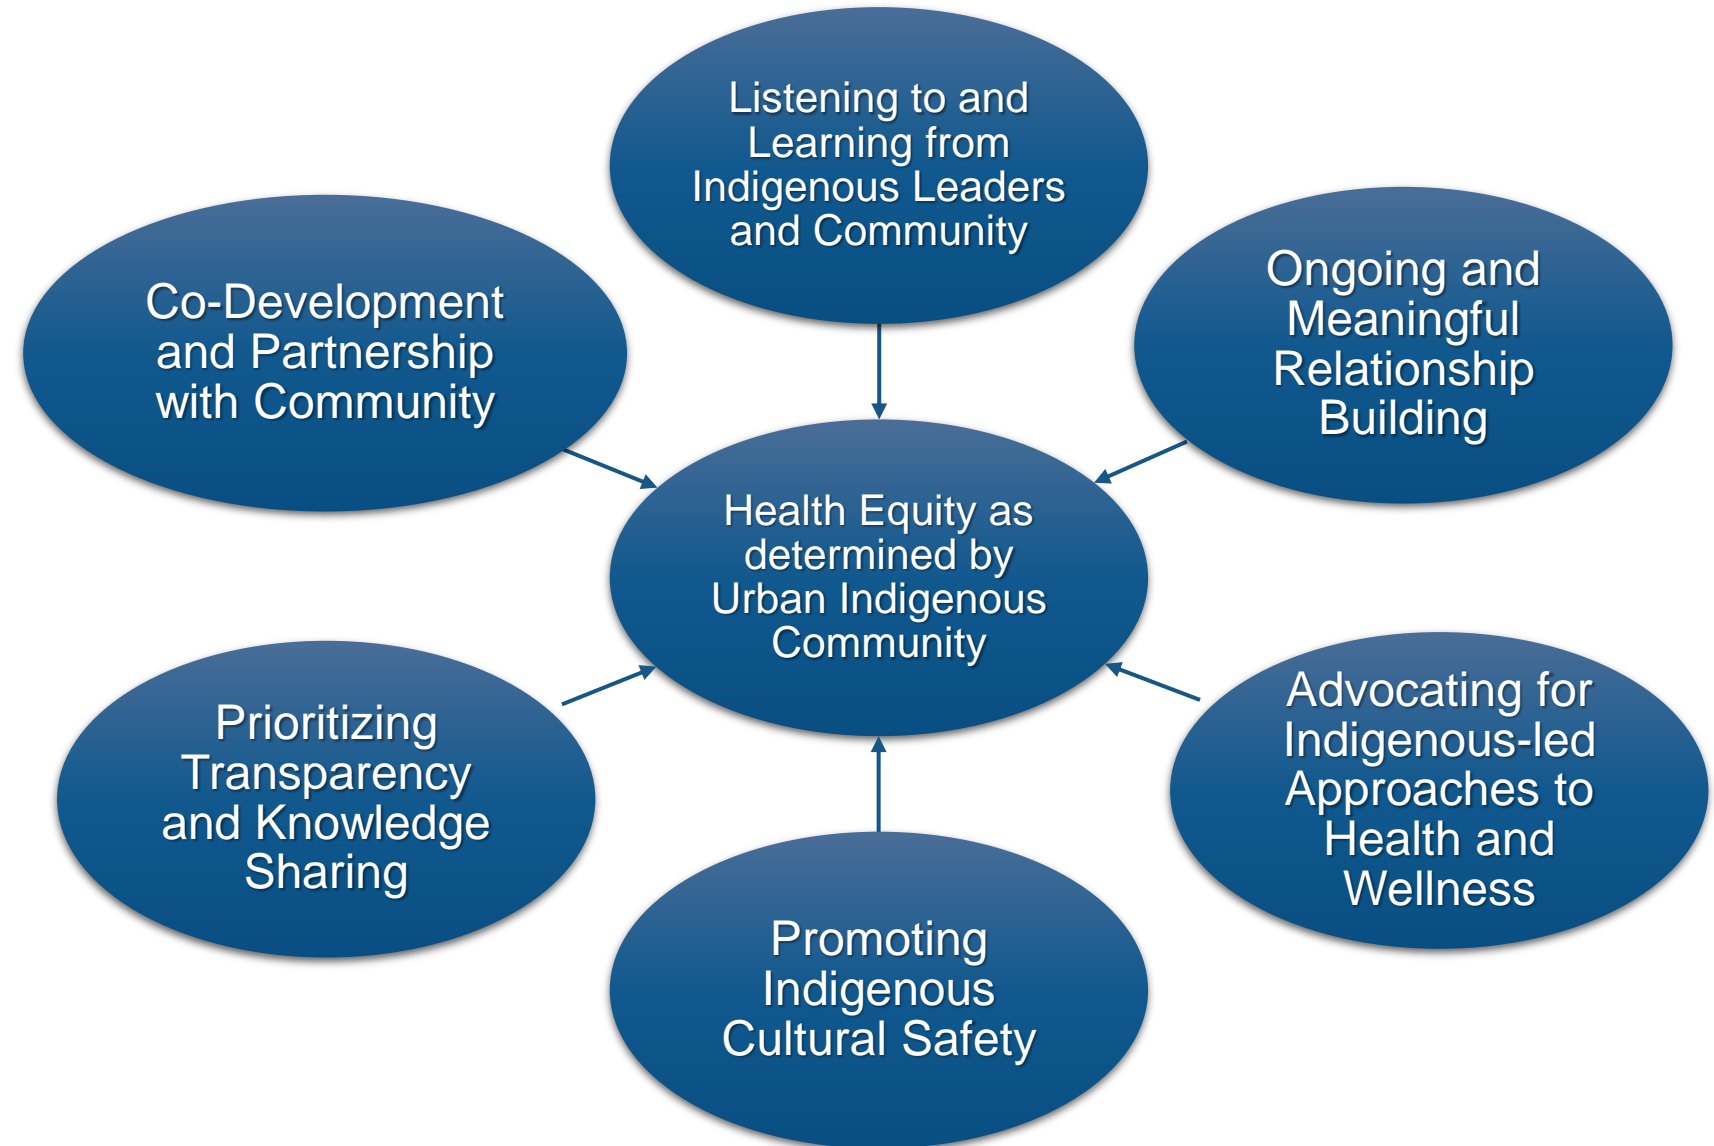 Listening to and
Learning from
Indigenous Leaders
and Community
Co-Development
and Partnership
with Community
Ongoing and
Meaningful
Relationship
Building
Health Equity as
determined by
Urban Indigenous
Community
Prioritizing
Transparency
and Knowledge
Sharing
Advocating for
Indigenous-led
Approaches to
Health and
Wellness
Promoting
Indigenous
Cultural Safety